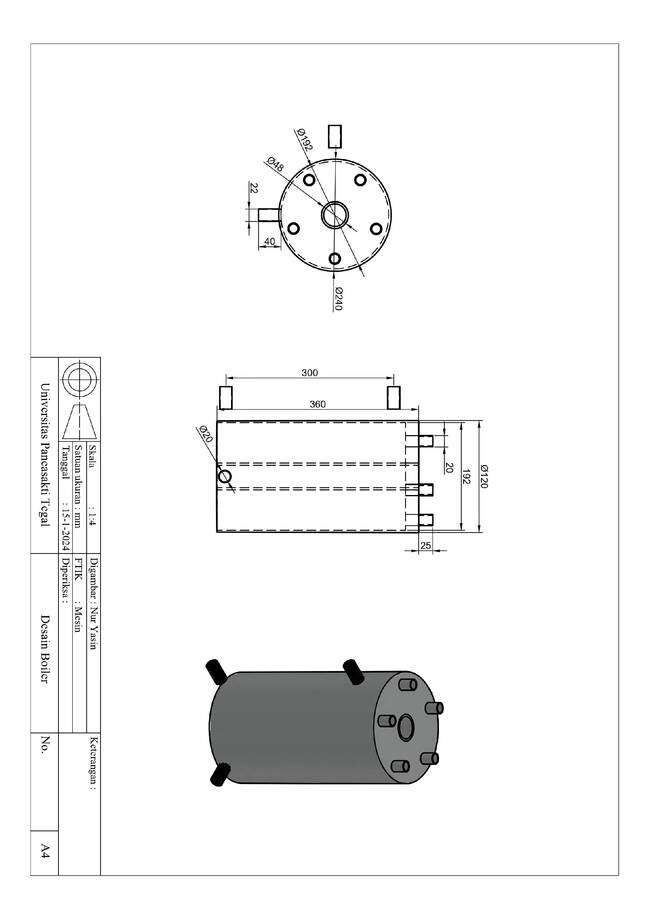 Ø192
Ø48
22
40
Ø240
300
360
Ø20
20
192
Ø120
25
Skala : 1:4
Satuan ukuran : mm
Tanggal : 15-1-2024
Digambar : Nur Yasin
FTIK : Mesin
Diperiksa :
Keterangan :
Universitas Pancasakti Tegal
Desain Boiler
No.
A4